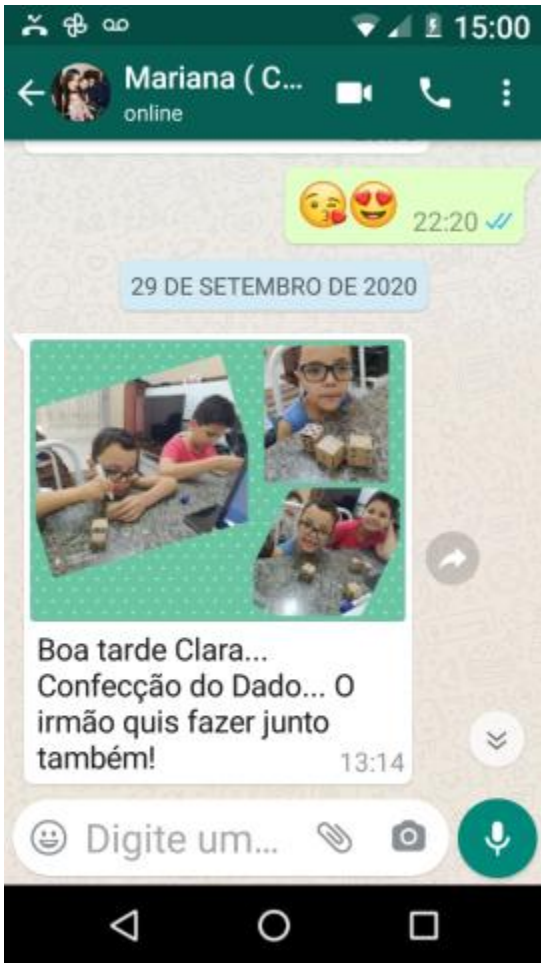 15:00
Mariana ( C...
online
22:20
29 DE SETEMBRO DE 2020
Boa tarde Clara...
Confecção do Dado... O
irmão quis fazer junto
também!
13:14
Digite um...